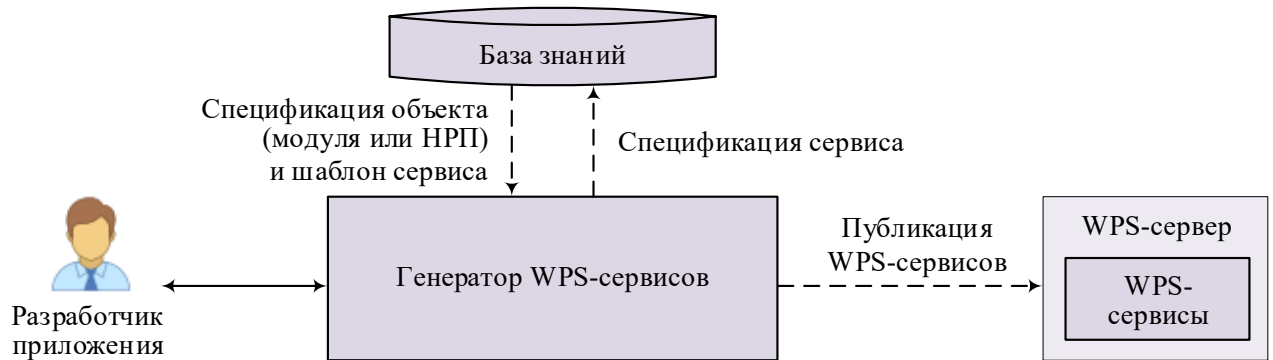 База знаний
Спецификация объекта
(модуля или НРП)
и шаблон сервиса
Спецификация сервиса
Разработчик
приложения
Генератор WPS-сервисов
Публикация
WPS-сервисов
WPS-сервер
WPS-
сервисы